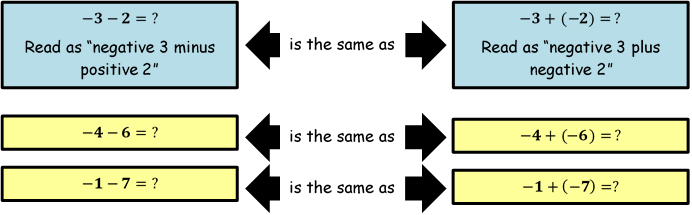 −3 − 2 = ?
Read as “negative 3 minus
positive 2”
is the same as
−3 + (−2) = ?
Read as “negative 3 plus
negative 2”
−4 − 6 = ?
is the same as
−4 + (−6) = ?
−1 − 7 = ?
is the same as
−1 + (−7) =?